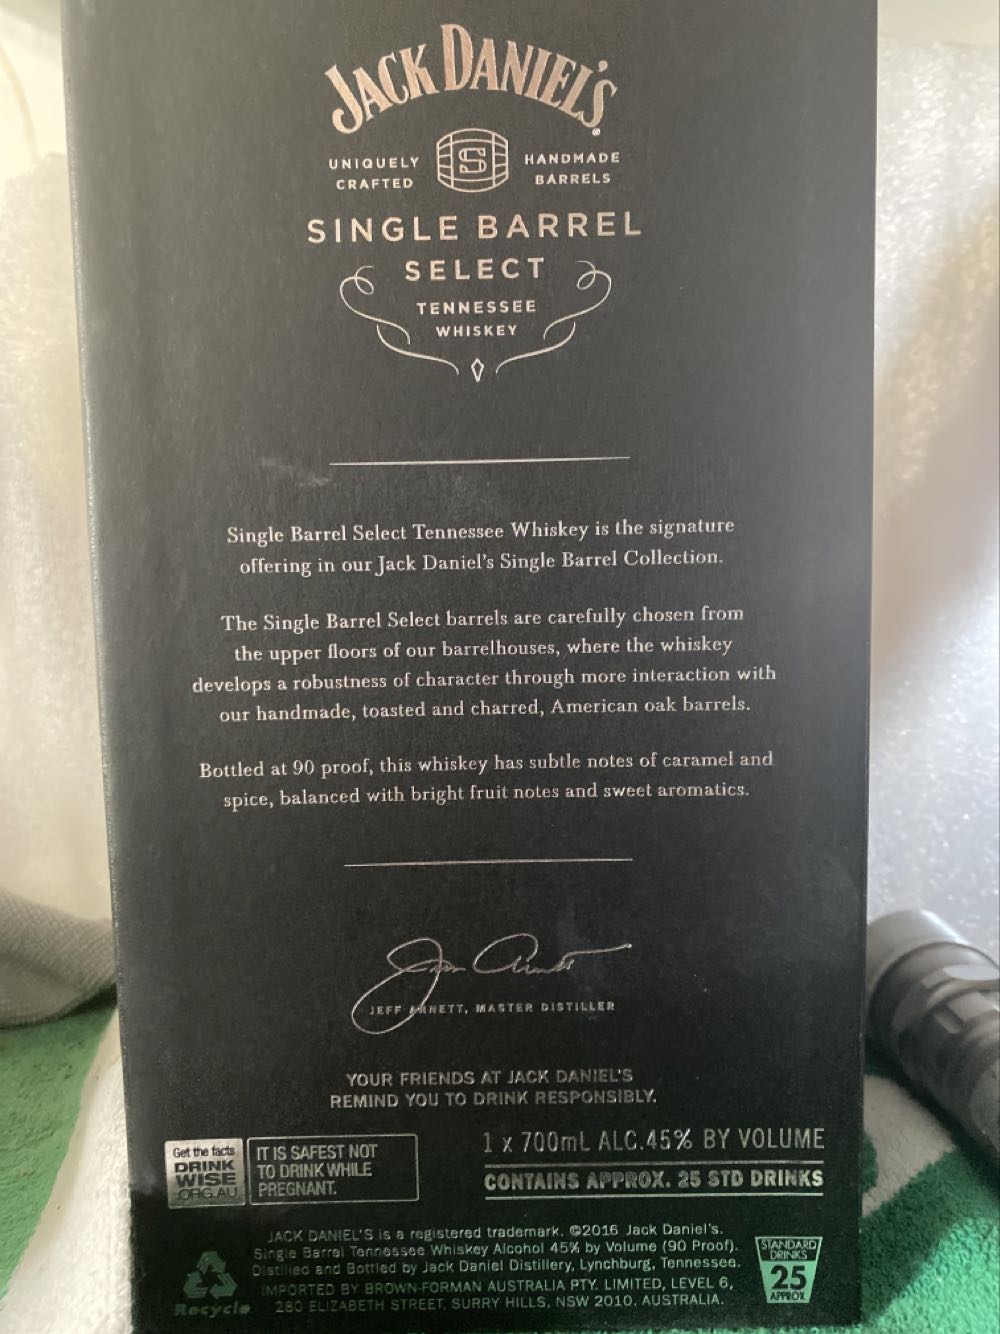 JACK DANIEL'S
UNIQUELY CRAFTED
S
HANDMADE BARRELS
SINGLE BARREL
SELECT
TENNESSEE
WHISKEY
Single Barrel Select Tennessee Whiskey is the signature
offering in our Jack Daniel's Single Barrel Collection.
The Single Barrel Select barrels are carefully chosen from
the upper floors of our barrelhouses, where the whiskey
develops a robustness of character through more interaction with
our handmade, toasted and charred, American oak barrels.
Bottled at 90 proof, this whiskey has subtle notes of caramel and
spice, balanced with bright fruit notes and sweet aromatics.
Jeff Arnett
JEFF ARNETT, MASTER DISTILLER
YOUR FRIENDS AT JACK DANIEL'S
REMIND YOU TO DRINK RESPONSIBLY.
Get the facts
DRINK
WISE
.ORG.AU
IT IS SAFEST NOT
TO DRINK WHILE
PREGNANT.
1 x 700mL ALC.45% BY VOLUME
CONTAINS APPROX. 25 STD DRINKS
JACK DANIEL'S is a registered trademark. ©2016 Jack Daniel's.
Single Barrel Tennessee Whiskey Alcohol 45% by Volume (90 Proof).
Distilled and Bottled by Jack Daniel Distillery, Lynchburg, Tennessee.
IMPORTED BY BROWN-FORMAN AUSTRALIA PTY. LIMITED, LEVEL 6,
280 ELIZABETH STREET, SURRY HILLS, NSW 2010, AUSTRALIA.
Recycle
STANDARD
DRINKS
25
APPROX